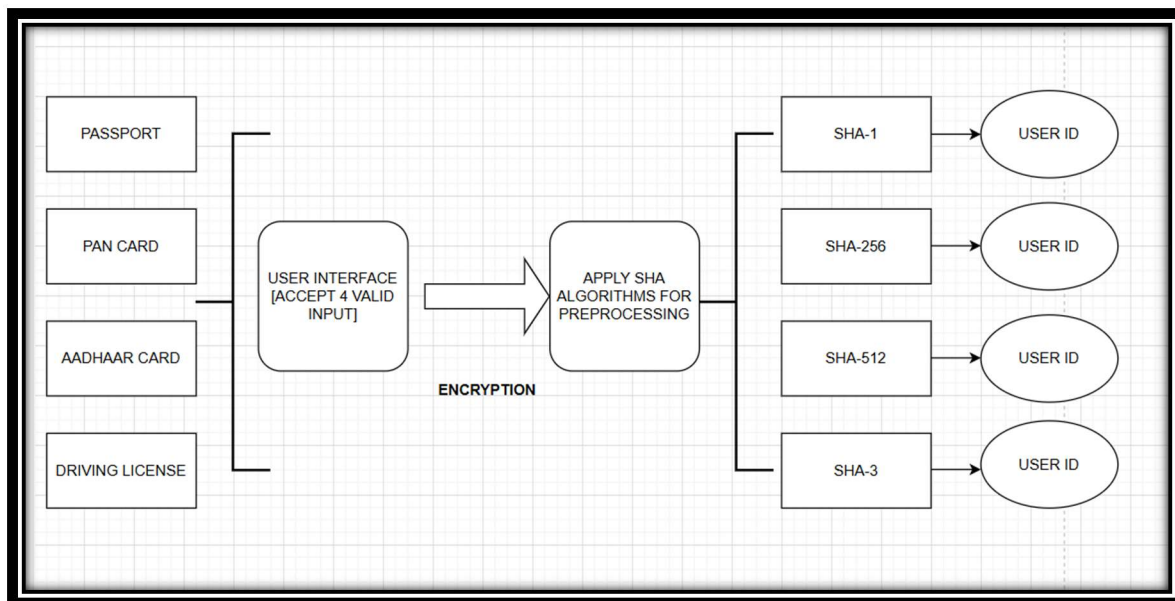 PASSPORT
PAN CARD
AADHAAR CARD
DRIVING LICENSE
USER INTERFACE
[ACCEPT 4 VALID
INPUT]
ENCRYPTION
APPLY SHA
ALGORITHMS FOR
PREPROCESSING
SHA-1
USER ID
SHA-256
USER ID
SHA-512
USER ID
SHA-3
USER ID